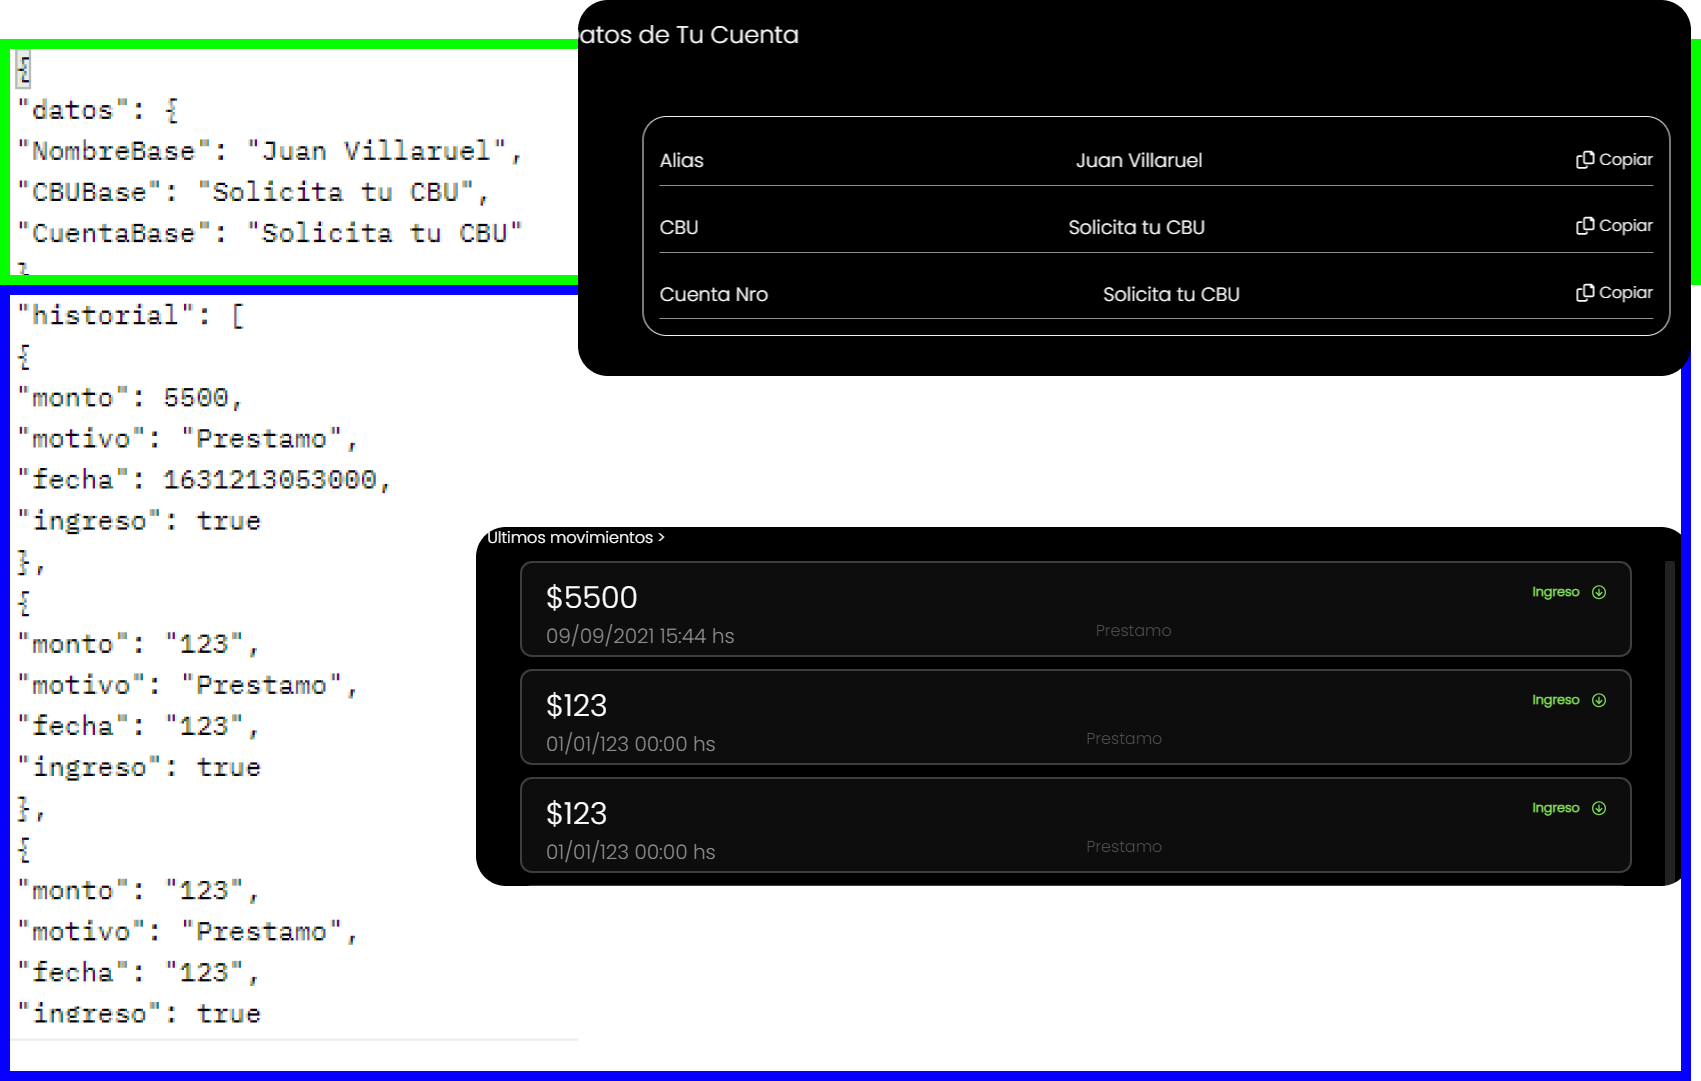 {
"datos": {
"NombreBase": "Juan Villaruel",
"CBUBase": "Solicita tu CBU",
"CuentaBase": "Solicita tu CBU"
}
"historial": [
{
"monto": 5500,
"motivo": "Prestamo",
"fecha": 1631213053000,
"ingreso": true
},
{
"monto": "123",
"motivo": "Prestamo",
"fecha": "123",
"ingreso": true
},
{
"monto": "123",
"motivo": "Prestamo",
"fecha": "123",
"ingreso": true
atos de Tu Cuenta
Alias Juan Villaruel Copiar
CBU Solicita tu CBU Copiar
Cuenta Nro Solicita tu CBU Copiar
Ultimos movimientos >
$5500 Ingreso
09/09/2021 15:44 hs Prestamo
$123 Ingreso
01/01/123 00:00 hs Prestamo
$123 Ingreso
01/01/123 00:00 hs Prestamo